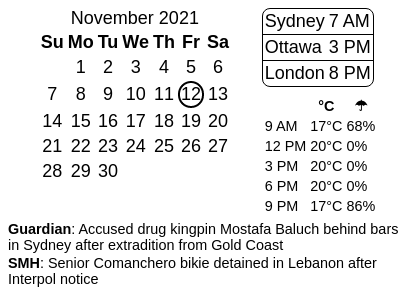 November 2021
Su Mo Tu We Th Fr Sa
1 2 3 4 5 6
7 8 9 10 11 12 13
14 15 16 17 18 19 20
21 22 23 24 25 26 27
28 29 30
Sydney 7 AM
Ottawa 3 PM
London 8 PM
°C ☂
9 AM 17°C 68%
12 PM 20°C 0%
3 PM 20°C 0%
6 PM 20°C 0%
9 PM 17°C 86%
Guardian: Accused drug kingpin Mostafa Baluch behind bars
in Sydney after extradition from Gold Coast
SMH: Senior Comanchero bikie detained in Lebanon after
Interpol notice